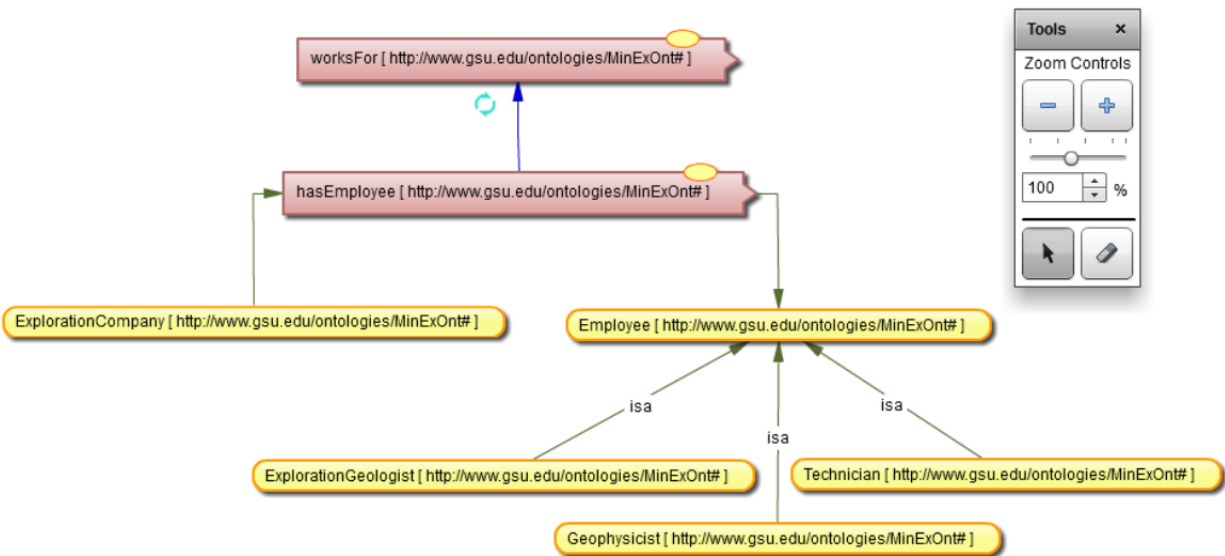 worksFor [ http://www.gsu.edu/ontologies/MinExOnt# ]
Tools ×
Zoom Controls
100 %
hasEmployee [ http://www.gsu.edu/ontologies/MinExOnt# ]
ExplorationCompany [ http://www.gsu.edu/ontologies/MinExOnt# ]
Employee [ http://www.gsu.edu/ontologies/MinExOnt# ]
isa
isa
isa
ExplorationGeologist [ http://www.gsu.edu/ontologies/MinExOnt# ]
Technician [ http://www.gsu.edu/ontologies/MinExOnt# ]
Geophysicist [ http://www.gsu.edu/ontologies/MinExOnt# ]